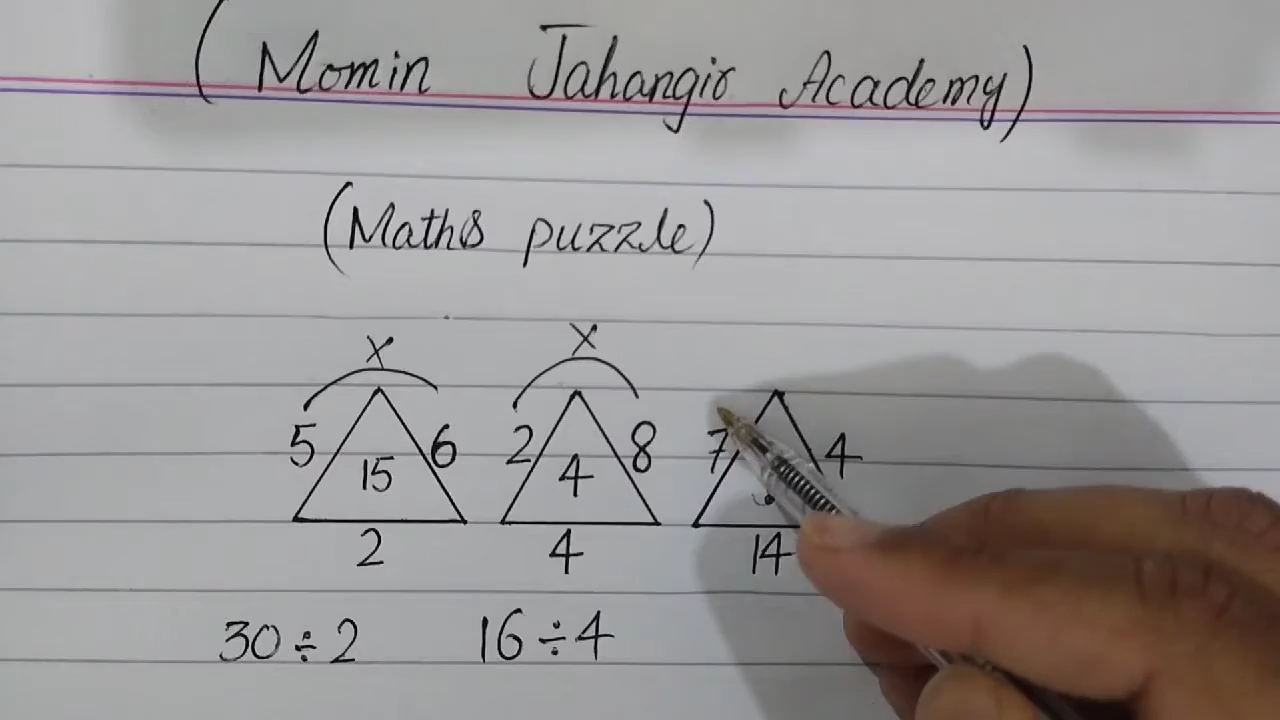 (Momin Jahangir Academy)
(Maths puzzle)
x x
5 15 6 2 4 8 7 4
2 4 14
30÷2 16÷4